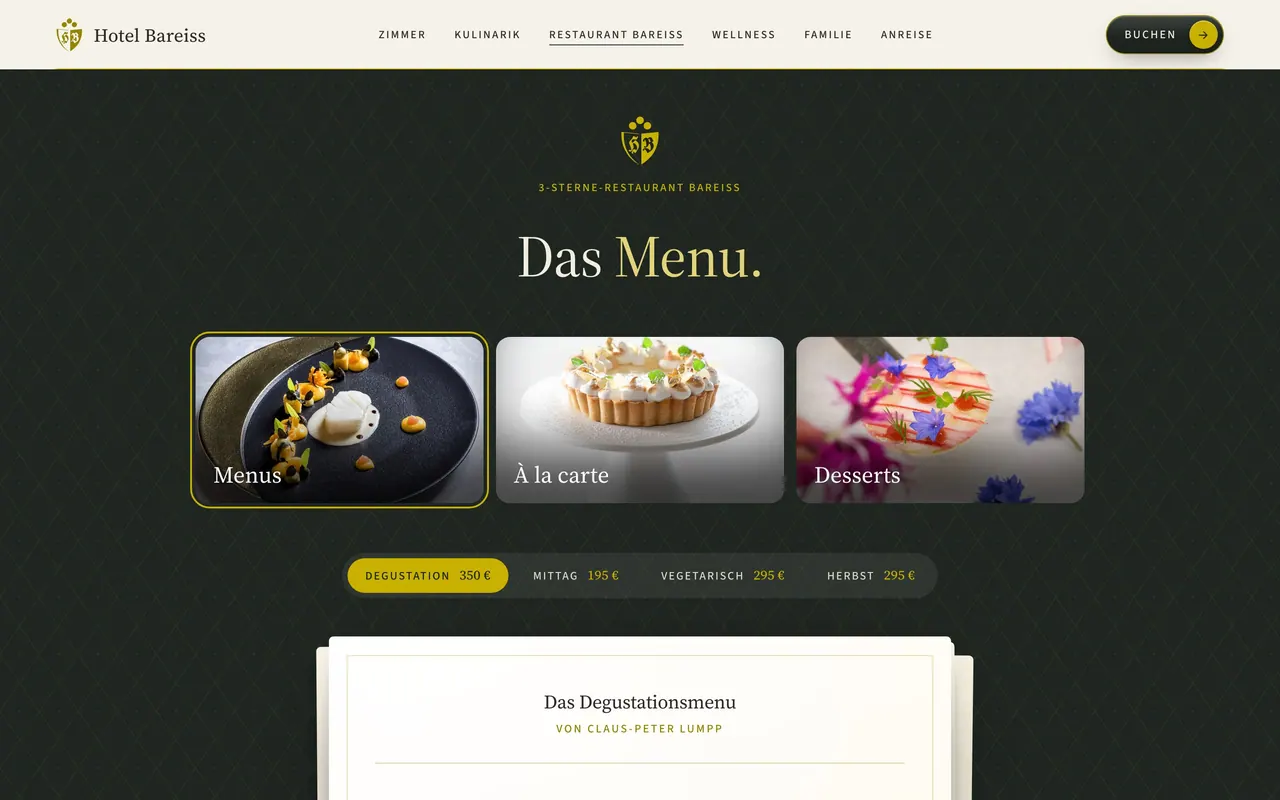 Hotel Bareiss
ZIMMER KULINARIK RESTAURANT BAREISS WELLNESS FAMILIE ANREISE
BUCHEN →
HB
3-STERNE-RESTAURANT BAREISS
Das Menu.
Menus
À la carte
Desserts
DEGUSTATION 350 €
MITTAG 195 €
VEGETARISCH 295 €
HERBST 295 €
Das Degustationsmenu
VON CLAUS-PETER LUMPP